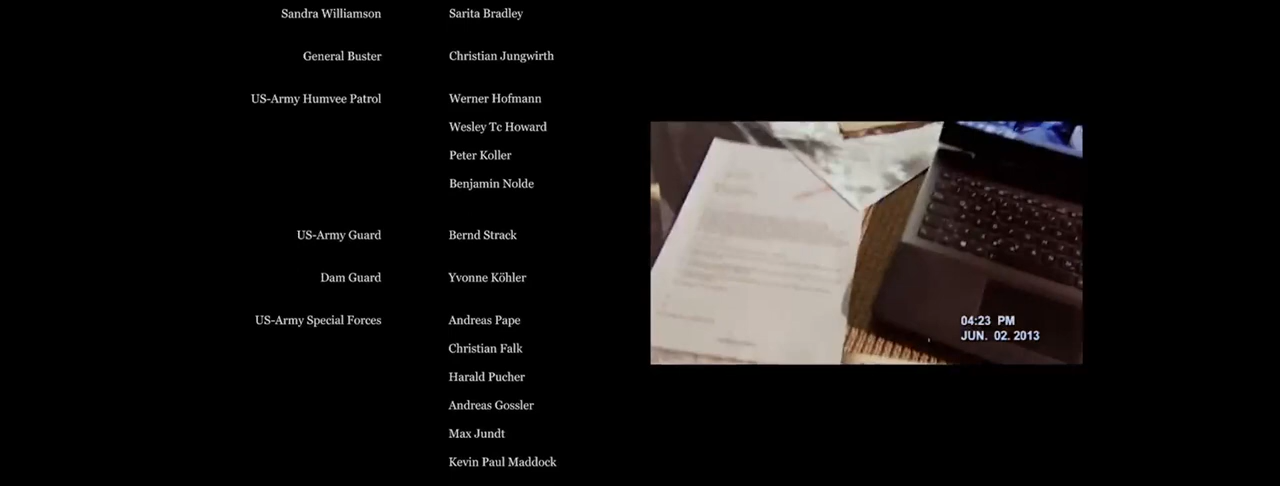 Sandra Williamson Sarita Bradley
General Buster Christian Jungwirth
US-Army Humvee Patrol Werner Hofmann
Wesley Tc Howard
Peter Koller
Benjamin Nolde
US-Army Guard Bernd Strack
Dam Guard Yvonne Köhler
US-Army Special Forces Andreas Pape
Christian Falk
Harald Pucher
Andreas Gossler
Max Jundt
Kevin Paul Maddock
04:23 PM
JUN. 02. 2013